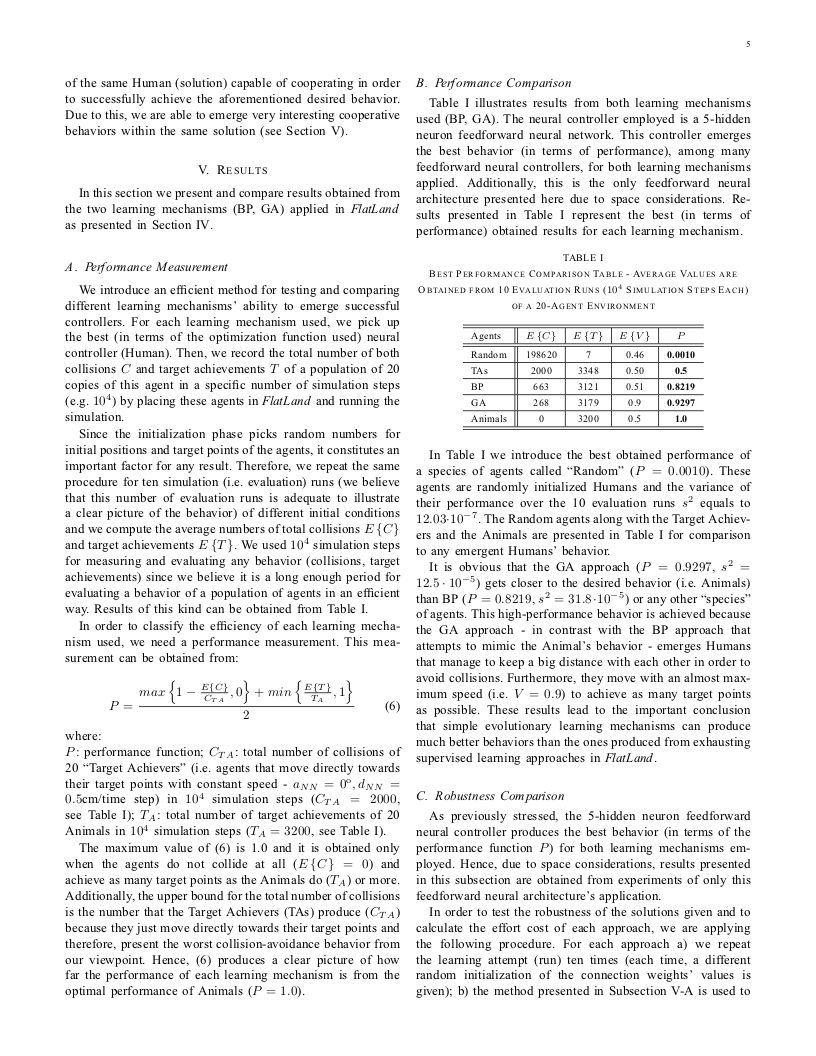 5
of the same Human (solution) capable of cooperating in order
to successfully achieve the aforementioned desired behavior.
Due to this, we are able to emerge very interesting cooperative
behaviors within the same solution (see Section V).
V. RESULTS
In this section we present and compare results obtained from
the two learning mechanisms (BP, GA) applied in FlatLand
as presented in Section IV.
A. Performance Measurement
We introduce an efficient method for testing and comparing
different learning mechanisms' ability to emerge successful
controllers. For each learning mechanism used, we pick up
the best (in terms of the optimization function used) neural
controller (Human). Then, we record the total number of both
collisions C and target achievements T of a population of 20
copies of this agent in a specific number of simulation steps
(e.g. 10⁴) by placing these agents in FlatLand and running the
simulation.
Since the initialization phase picks random numbers for
initial positions and target points of the agents, it constitutes an
important factor for any result. Therefore, we repeat the same
procedure for ten simulation (i.e. evaluation) runs (we believe
that this number of evaluation runs is adequate to illustrate
a clear picture of the behavior) of different initial conditions
and we compute the average numbers of total collisions E{C}
and target achievements E {T}. We used 10⁴ simulation steps
for measuring and evaluating any behavior (collisions, target
achievements) since we believe it is a long enough period for
evaluating a behavior of a population of agents in an efficient
way. Results of this kind can be obtained from Table I.
In order to classify the efficiency of each learning mecha-
nism used, we need a performance measurement. This mea-
surement can be obtained from:
P = (max {1 − E{C}/C_TA, 0} + min {E{T}/T_A, 1}) / 2 (6)
where:
P: performance function; C_TA: total number of collisions of
20 "Target Achievers" (i.e. agents that move directly towards
their target points with constant speed - a_NN = 0°, d_NN =
0.5cm/time step) in 10⁴ simulation steps (C_TA = 2000,
see Table I); T_A: total number of target achievements of 20
Animals in 10⁴ simulation steps (T_A = 3200, see Table I).
The maximum value of (6) is 1.0 and it is obtained only
when the agents do not collide at all (E{C} = 0) and
achieve as many target points as the Animals do (T_A) or more.
Additionally, the upper bound for the total number of collisions
is the number that the Target Achievers (TAs) produce (C_TA)
because they just move directly towards their target points and
therefore, present the worst collision-avoidance behavior from
our viewpoint. Hence, (6) produces a clear picture of how
far the performance of each learning mechanism is from the
optimal performance of Animals (P = 1.0).
B. Performance Comparison
Table I illustrates results from both learning mechanisms
used (BP, GA). The neural controller employed is a 5-hidden
neuron feedforward neural network. This controller emerges
the best behavior (in terms of performance), among many
feedforward neural controllers, for both learning mechanisms
applied. Additionally, this is the only feedforward neural
architecture presented here due to space considerations. Re-
sults presented in Table I represent the best (in terms of
performance) obtained results for each learning mechanism.
TABLE I
BEST PERFORMANCE COMPARISON TABLE - AVERAGE VALUES ARE
OBTAINED FROM 10 EVALUATION RUNS (10⁴ SIMULATION STEPS EACH)
OF A 20-AGENT ENVIRONMENT
Agents E {C} E {T} E {V} P
Random 198620 7 0.46 0.0010
TAs 2000 3348 0.50 0.5
BP 663 3121 0.51 0.8219
GA 268 3179 0.9 0.9297
Animals 0 3200 0.5 1.0
In Table I we introduce the best obtained performance of
a species of agents called "Random" (P = 0.0010). These
agents are randomly initialized Humans and the variance of
their performance over the 10 evaluation runs s² equals to
12.03·10⁻⁷. The Random agents along with the Target Achiev-
ers and the Animals are presented in Table I for comparison
to any emergent Humans' behavior.
It is obvious that the GA approach (P = 0.9297, s² =
12.5 · 10⁻⁵) gets closer to the desired behavior (i.e. Animals)
than BP (P = 0.8219, s² = 31.8·10⁻⁵) or any other "species"
of agents. This high-performance behavior is achieved because
the GA approach - in contrast with the BP approach that
attempts to mimic the Animal's behavior - emerges Humans
that manage to keep a big distance with each other in order to
avoid collisions. Furthermore, they move with an almost max-
imum speed (i.e. V = 0.9) to achieve as many target points
as possible. These results lead to the important conclusion
that simple evolutionary learning mechanisms can produce
much better behaviors than the ones produced from exhausting
supervised learning approaches in FlatLand.
C. Robustness Comparison
As previously stressed, the 5-hidden neuron feedforward
neural controller produces the best behavior (in terms of the
performance function P) for both learning mechanisms em-
ployed. Hence, due to space considerations, results presented
in this subsection are obtained from experiments of only this
feedforward neural architecture's application.
In order to test the robustness of the solutions given and to
calculate the effort cost of each approach, we are applying
the following procedure. For each approach a) we repeat
the learning attempt (run) ten times (each time, a different
random initialization of the connection weights' values is
given); b) the method presented in Subsection V-A is used to